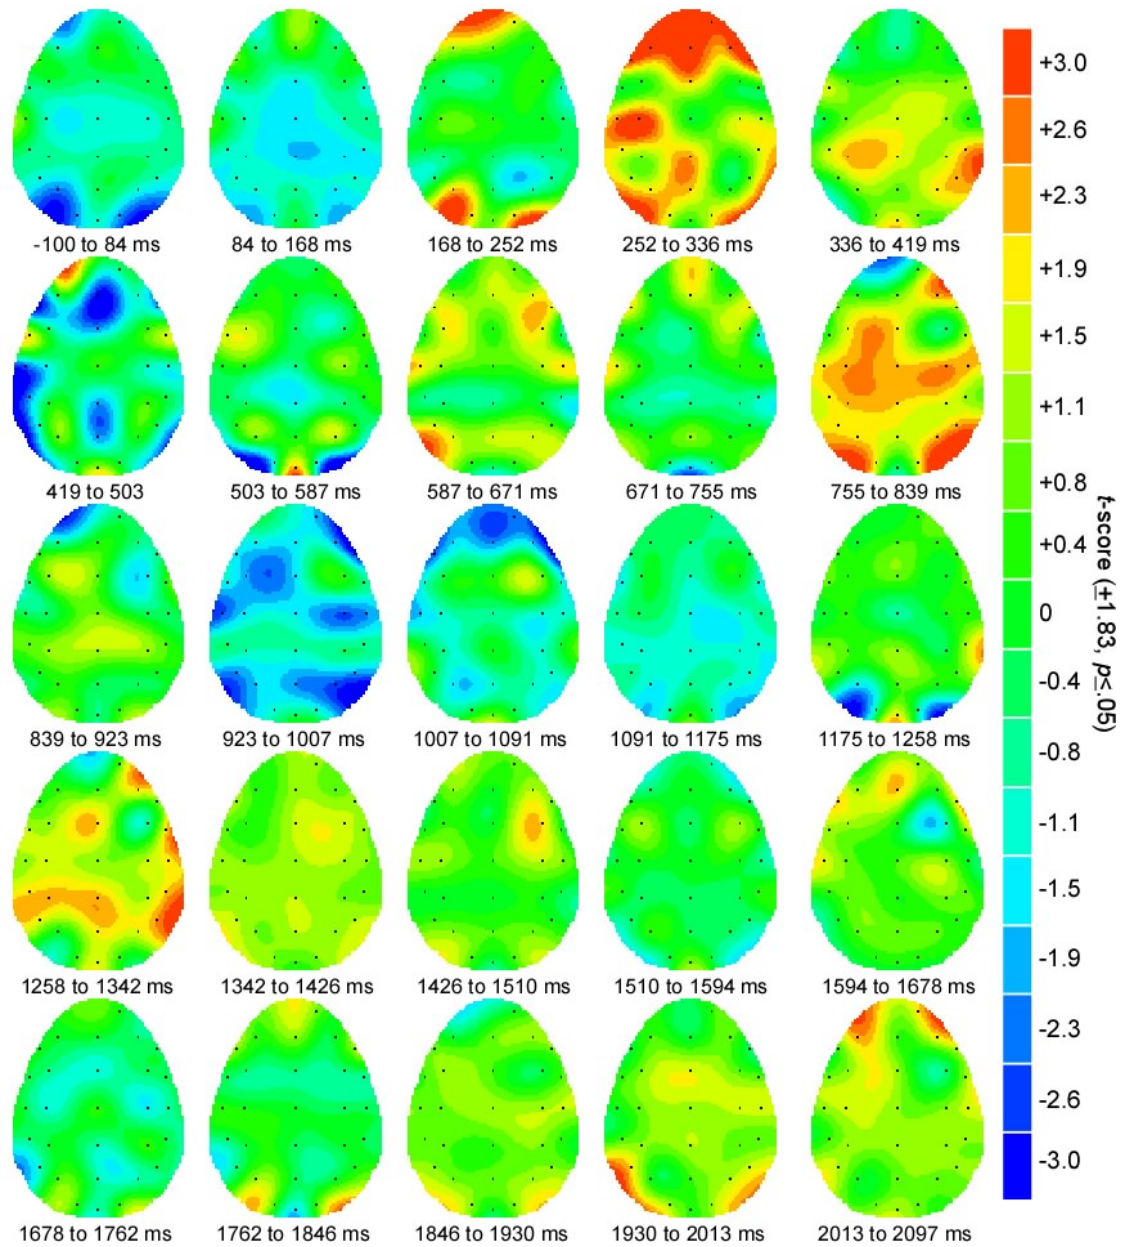 -100 to 84 ms
84 to 168 ms
168 to 252 ms
252 to 336 ms
336 to 419 ms
419 to 503
503 to 587 ms
587 to 671 ms
671 to 755 ms
755 to 839 ms
839 to 923 ms
923 to 1007 ms
1007 to 1091 ms
1091 to 1175 ms
1175 to 1258 ms
1258 to 1342 ms
1342 to 1426 ms
1426 to 1510 ms
1510 to 1594 ms
1594 to 1678 ms
1678 to 1762 ms
1762 to 1846 ms
1846 to 1930 ms
1930 to 2013 ms
2013 to 2097 ms
+3.0
+2.6
+2.3
+1.9
+1.5
+1.1
+0.8
+0.4
0
-0.4
-0.8
-1.1
-1.5
-1.9
-2.3
-2.6
-3.0
t-score (±1.83, p≤.05)